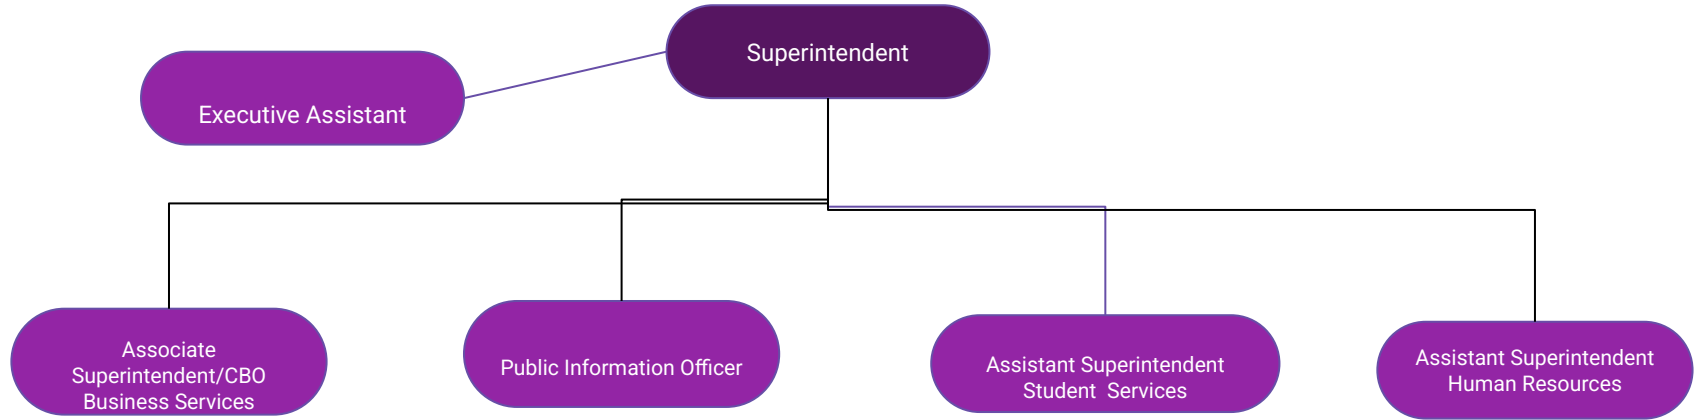 Superintendent
Executive Assistant
Associate
Superintendent/CBO
Business Services
Public Information Officer
Assistant Superintendent
Student  Services
Assistant Superintendent
Human Resources